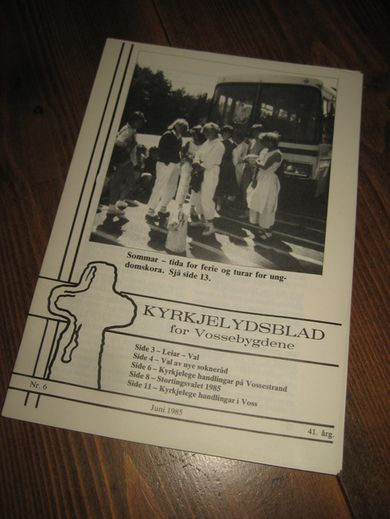 Sommar – tida for ferie og turar for ung-
domskora. Sjå side 13.
KYRKJELYDSBLAD
for Vossebygdene
Side 3 – Leiar – Val
Side 4 – Val av nye sokneråd
Side 6 – Kyrkjelege handlingar på Vossestrand
Side 8 – Stortingsvalet 1985
Side 11 – Kyrkjelege handlingar i Voss
Nr. 6
Juni 1985
41. årg.